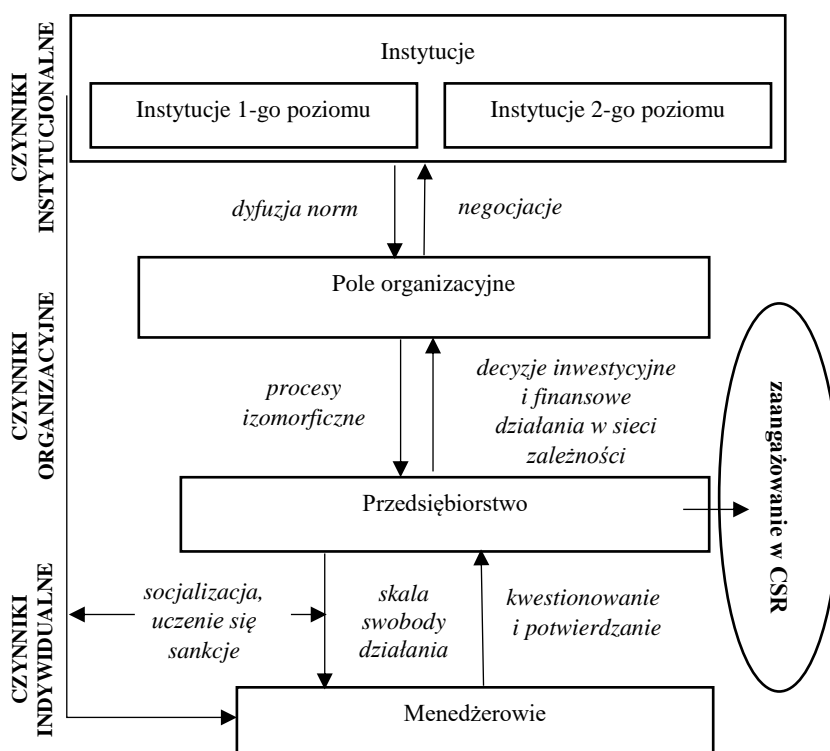 CZYNNIKI
INSTYTUCJONALNE
Instytucje
Instytucje 1-go poziomu
Instytucje 2-go poziomu
dyfuzja norm
negocjacje
Pole organizacyjne
CZYNNIKI
ORGANIZACYJNE
procesy
izomorficzne
decyzje inwestycyjne
i finansowe
działania w sieci
zależności
zaangażowanie w CSR
Przedsiębiorstwo
CZYNNIKI
INDYWIDUALNE
socjalizacja,
uczenie się
sankcje
skala
swobody
działania
kwestionowanie
i potwierdzanie
Menedżerowie